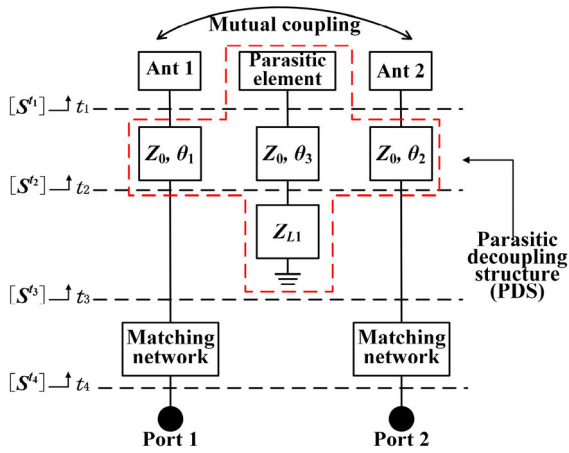 Mutual coupling
Ant 1
Parasitic
element
Ant 2
[S^t₁] t₁
Z₀, θ₁
Z₀, θ₃
Z₀, θ₂
[S^t₂] t₂
Z_L1
Parasitic
decoupling
structure
(PDS)
[S^t₃] t₃
Matching
network
Matching
network
[S^t₄] t₄
Port 1
Port 2